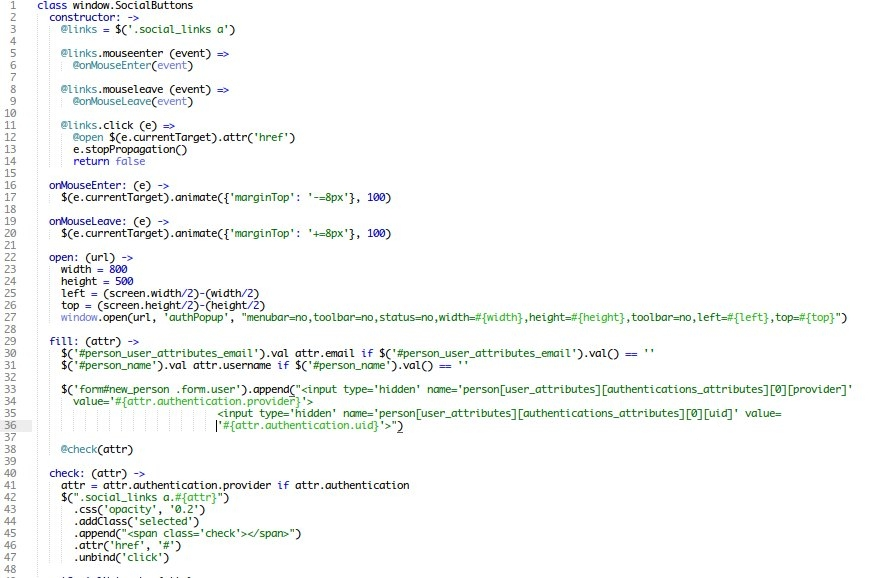 1 class window.SocialButtons
2 constructor: ->
3 @links = $('.social_links a')
4
5 @links.mouseenter (event) =>
6 @onMouseEnter(event)
7
8 @links.mouseleave (event) =>
9 @onMouseLeave(event)
10
11 @links.click (e) =>
12 @open $(e.currentTarget).attr('href')
13 e.stopPropagation()
14 return false
15
16 onMouseEnter: (e) ->
17 $(e.currentTarget).animate({'marginTop': '-=8px'}, 100)
18
19 onMouseLeave: (e) ->
20 $(e.currentTarget).animate({'marginTop': '+=8px'}, 100)
21
22 open: (url) ->
23 width = 800
24 height = 500
25 left = (screen.width/2)-(width/2)
26 top = (screen.height/2)-(height/2)
27 window.open(url, 'authPopup', "menubar=no,toolbar=no,status=no,width=#{width},height=#{height},toolbar=no,left=#{left},top=#{top}")
28
29 fill: (attr) ->
30 $('#person_user_attributes_email').val attr.email if $('#person_user_attributes_email').val() == ''
31 $('#person_name').val attr.username if $('#person_name').val() == ''
32
33 $('form#new_person .form.user').append("<input type='hidden' name='person[user_attributes][authentications_attributes][0][provider]'
34 value='#{attr.authentication.provider}'>
35 <input type='hidden' name='person[user_attributes][authentications_attributes][0][uid]' value=
36 '#{attr.authentication.uid}'>")
37
38 @check(attr)
39
40 check: (attr) ->
41 attr = attr.authentication.provider if attr.authentication
42 $(".social_links a.#{attr}")
43 .css('opacity', '0.2')
44 .addClass('selected')
45 .append("<span class='check'></span>")
46 .attr('href', '#')
47 .unbind('click')
48